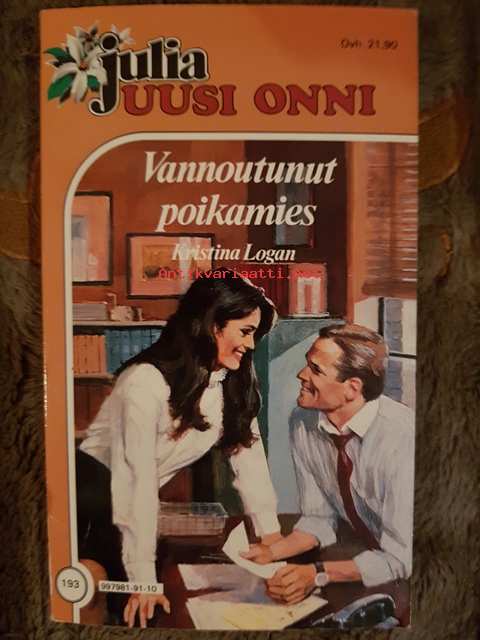 julia
Ovh. 21,90
UUSI ONNI
Vannoutunut
poikamies
Kristina Logan
Antikvariaatti.net
193
997981-91-10